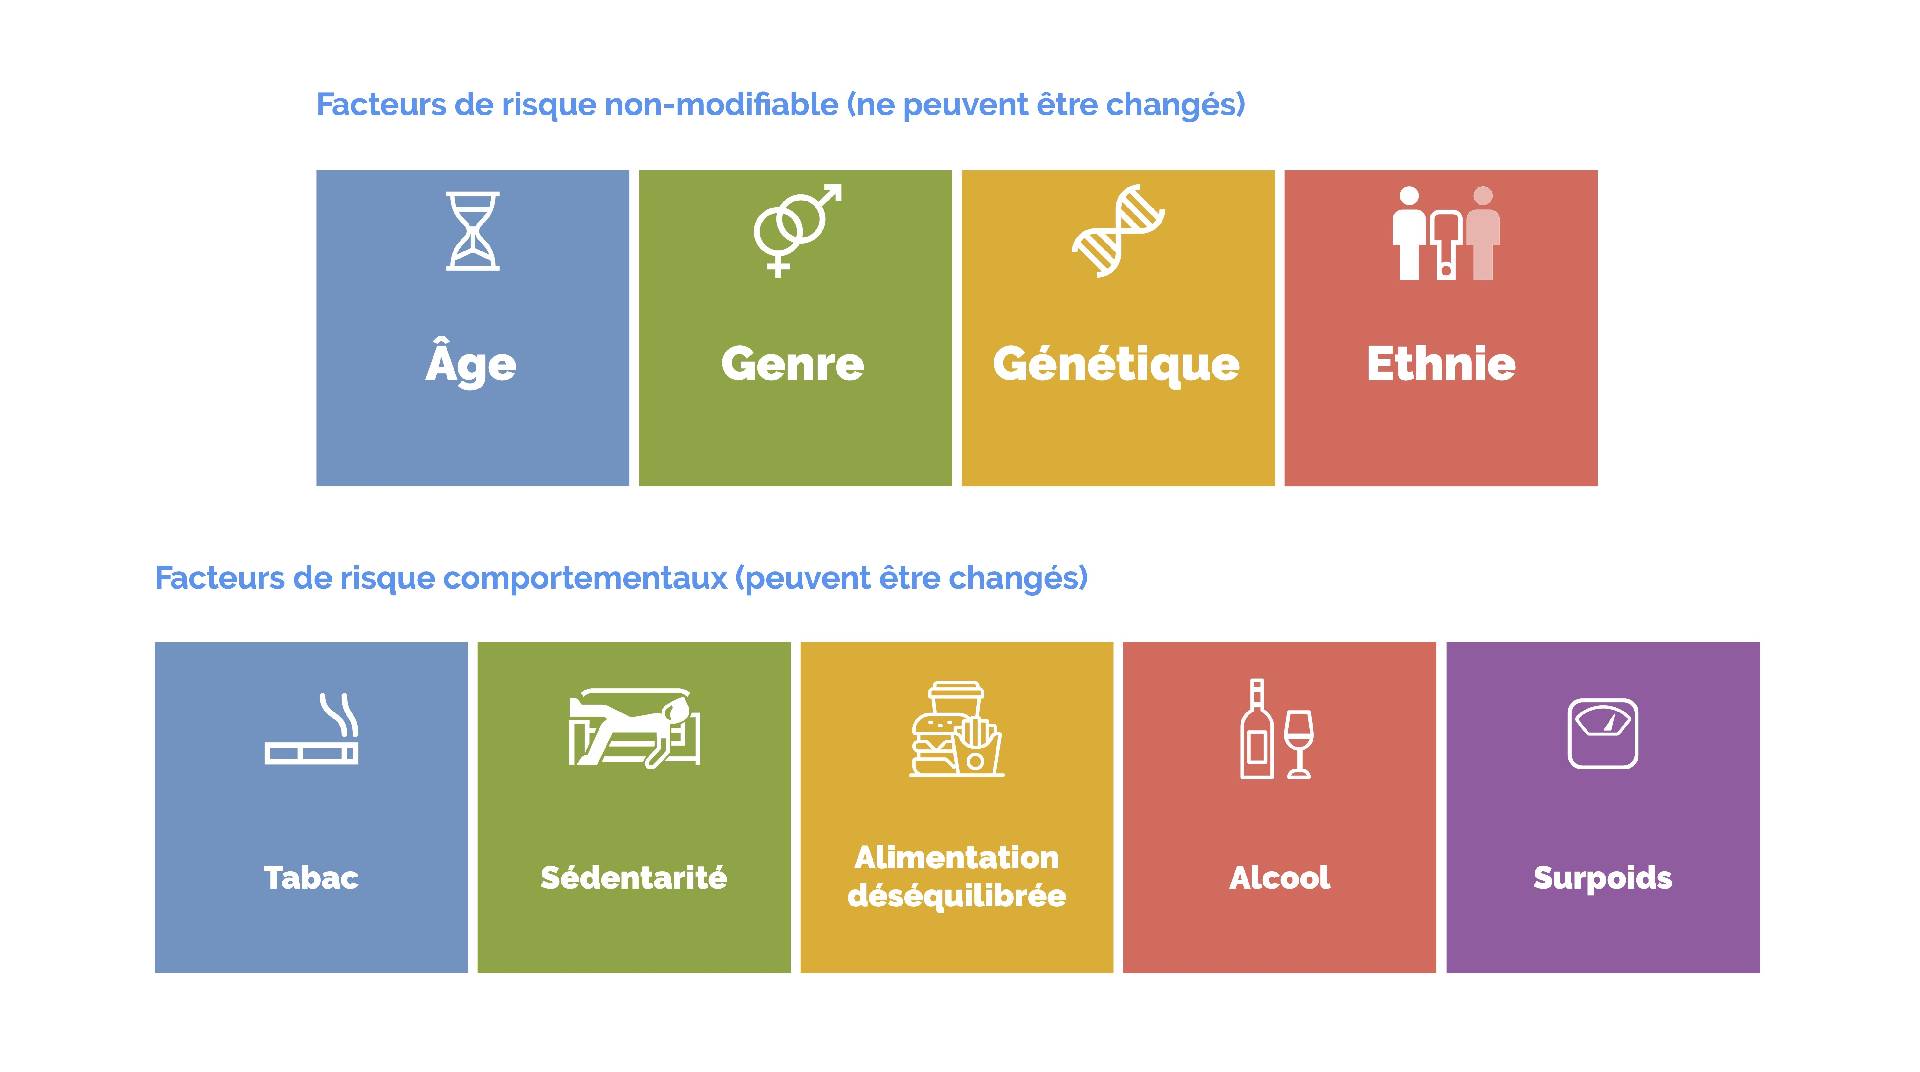 Facteurs de risque non-modifiable (ne peuvent être changés)
Âge
Genre
Génétique
Ethnie
Facteurs de risque comportementaux (peuvent être changés)
Tabac
Sédentarité
Alimentation
déséquilibrée
Alcool
Surpoids